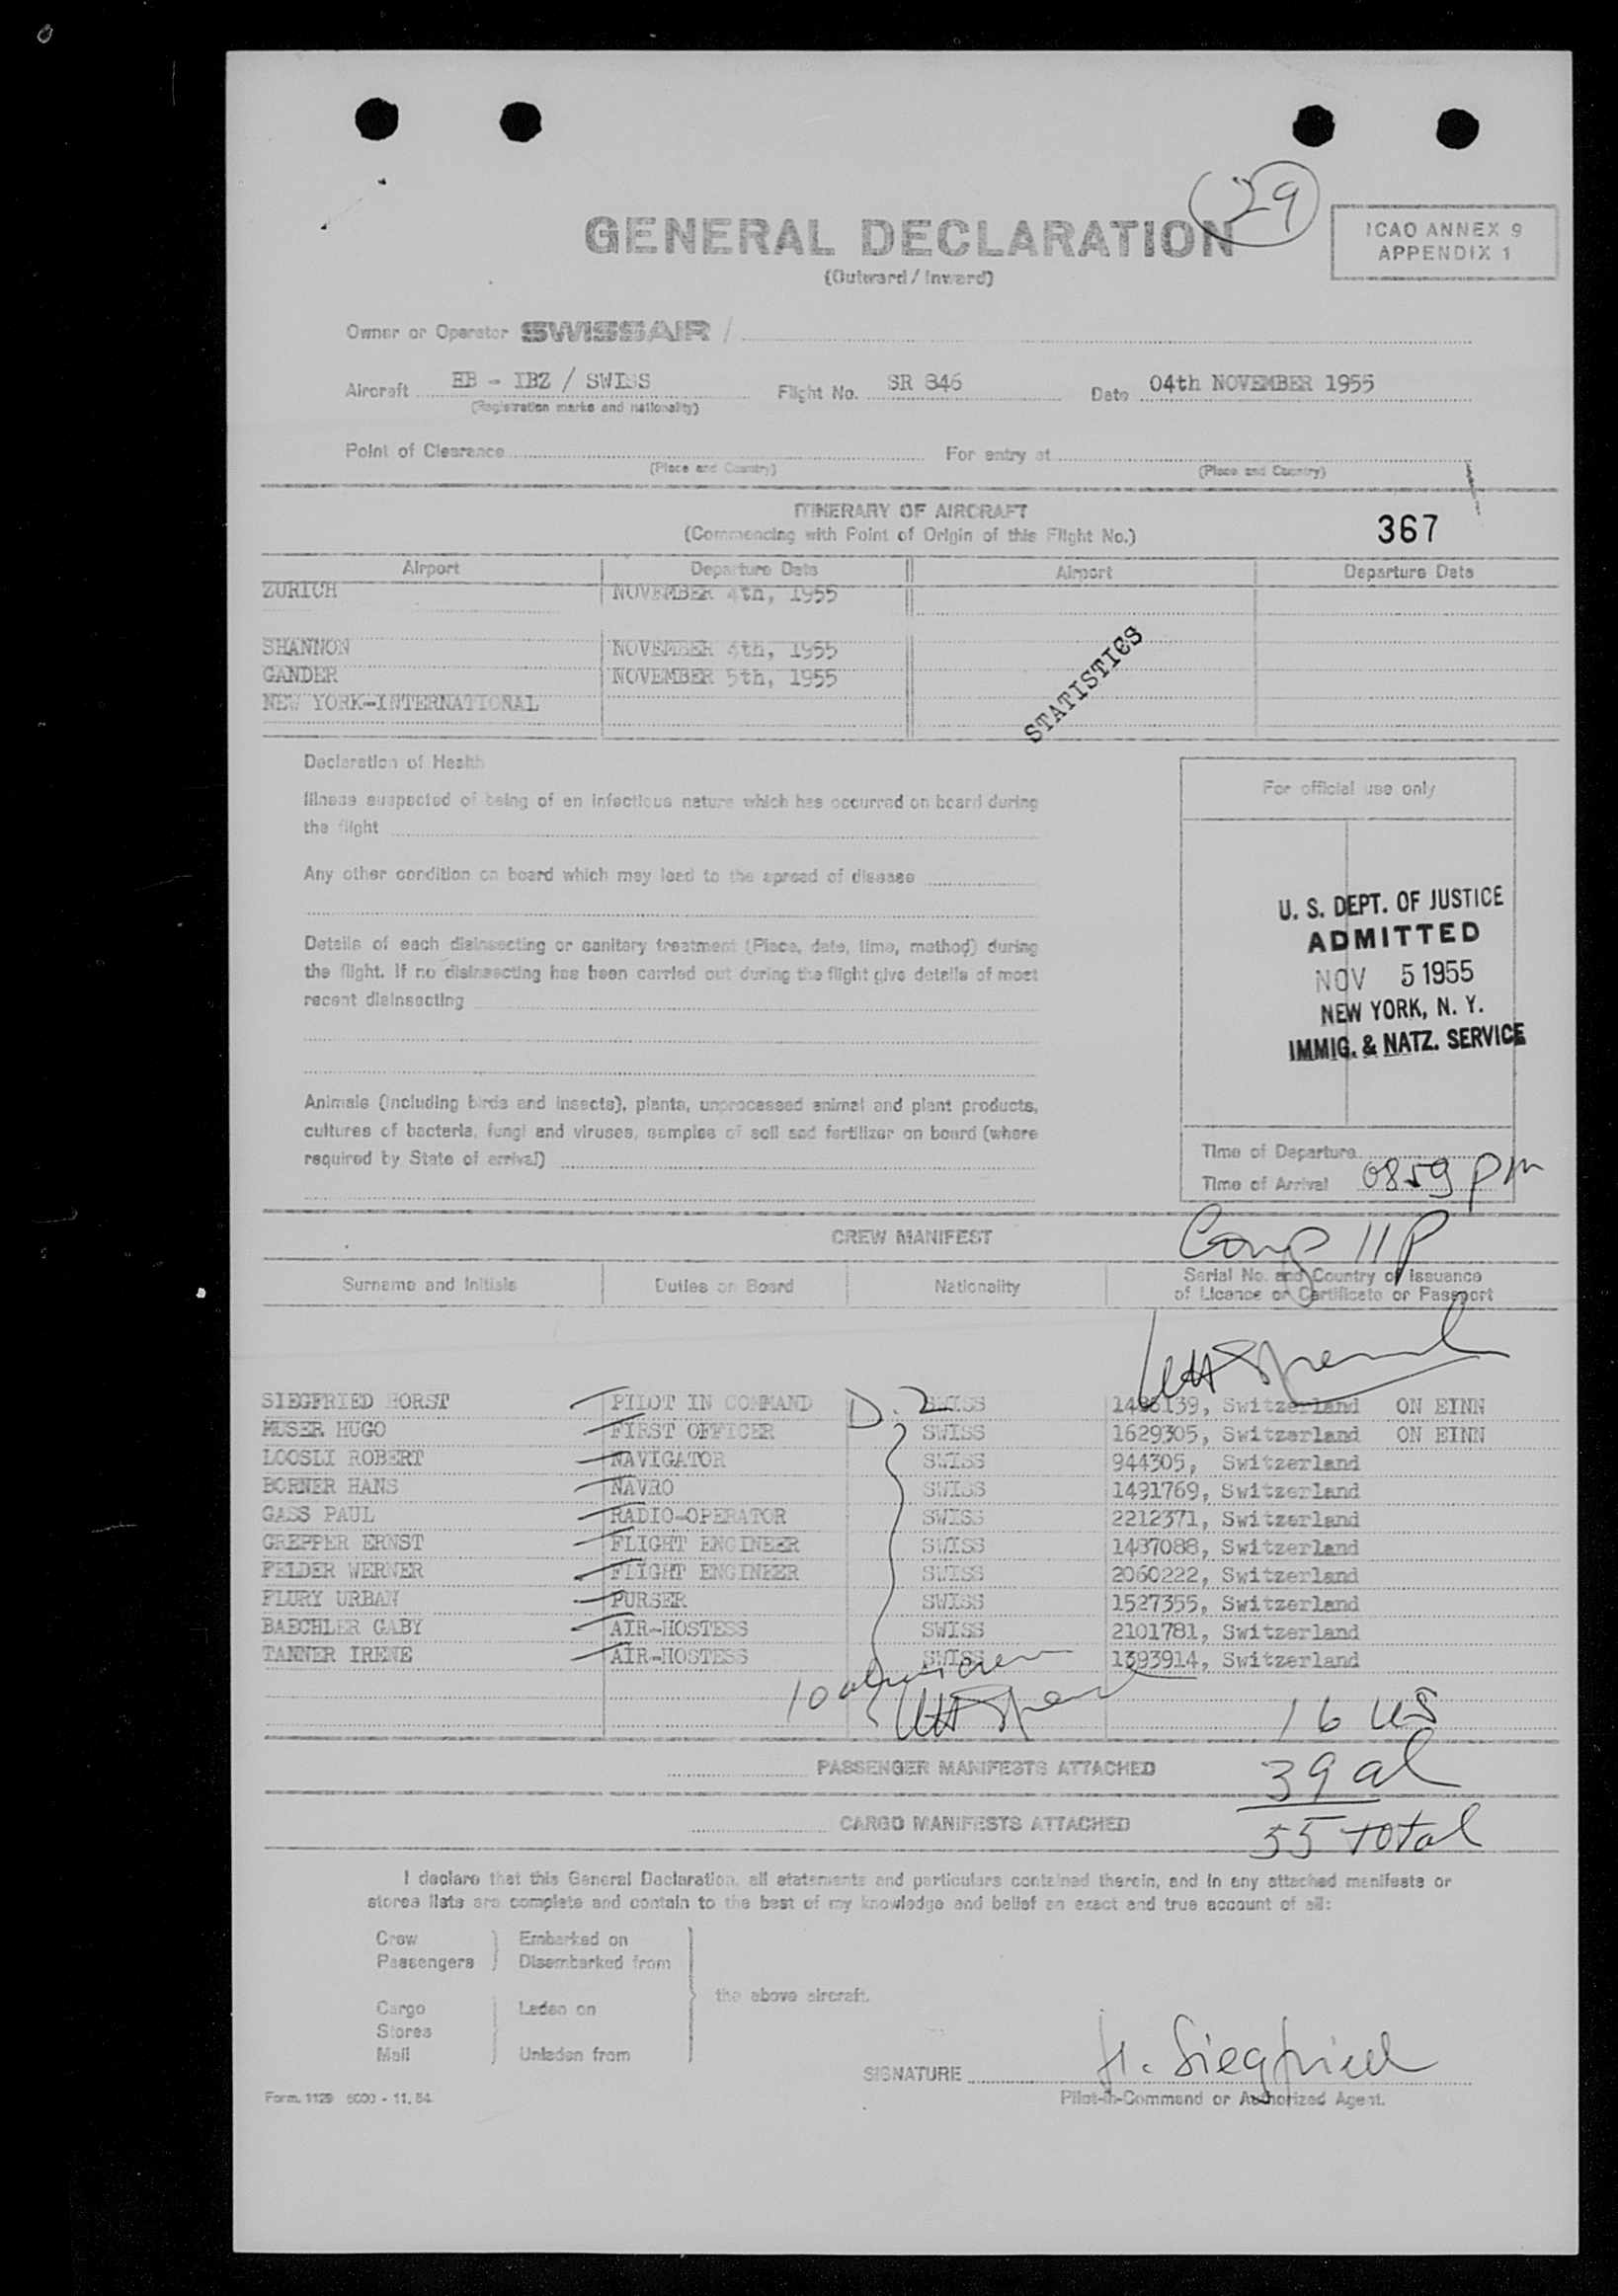 29
GENERAL DECLARATION
(Outward / Inward)
ICAO ANNEX 9
APPENDIX 1
Owner or Operator SWISSAIR /
Aircraft HB - IBZ / SWISS Flight No. SR 846 Date 04th NOVEMBER 1955
(Registration marks and nationality)
Point of Clearance For entry at
(Place and Country) (Place and Country)
ITINERARY OF AIRCRAFT
(Commencing with Point of Origin of this Flight No.)
367
Airport Departure Date Airport Departure Date
ZURICH NOVEMBER 4th, 1955
SHANNON NOVEMBER 4th, 1955
GANDER NOVEMBER 5th, 1955
NEW YORK-INTERNATIONAL
STATISTICS
Declaration of Health
Illness suspected of being of an infectious nature which has occurred on board during
the flight
Any other condition on board which may lead to the spread of disease
Details of each disinsecting or sanitary treatment (Place, date, time, method) during
the flight. If no disinsecting has been carried out during the flight give details of most
recent disinsecting
Animals (including birds and insects), plants, unprocessed animal and plant products,
cultures of bacteria, fungi and viruses, samples of soil and fertilizer on board (where
required by State of arrival)
For official use only
U. S. DEPT. OF JUSTICE
ADMITTED
NOV 5 1955
NEW YORK, N. Y.
IMMIG. & NATZ. SERVICE
Time of Departure
Time of Arrival 0859 pm
CREW MANIFEST
Comp 11P
Surname and Initials Duties on Board Nationality Serial No. and Country of Issuance
of Licence or Certificate or Passport
SIEGFRIED HORST PILOT IN COMMAND D. 2 SWISS 139, Switzerland ON EINN
MUSER HUGO FIRST OFFICER SWISS 1629305, Switzerland ON EINN
LOOSLI ROBERT NAVIGATOR SWISS 944305, Switzerland
BORNER HANS NAVRO SWISS 1491769, Switzerland
GASS PAUL RADIO-OPERATOR SWISS 2212371, Switzerland
GREPPER ERNST FLIGHT ENGINEER SWISS 1487088, Switzerland
FELDER WERNER FLIGHT ENGINEER SWISS 2060222, Switzerland
FLURY URBAN PURSER SWISS 1527355, Switzerland
BAECHLER GABY AIR-HOSTESS SWISS 2101781, Switzerland
TANNER IRENE AIR-HOSTESS SWISS 1393914, Switzerland
10 alien crew
16 US
PASSENGER MANIFESTS ATTACHED 39 al
CARGO MANIFESTS ATTACHED 55 total
I declare that this General Declaration, all statements and particulars contained therein, and in any attached manifests or
stores lists are complete and contain to the best of my knowledge and belief an exact and true account of all:
Crew Embarked on
Passengers Disembarked from
the above aircraft.
Cargo Laden on
Stores
Mail Unladen from
SIGNATURE H. Siegfried
Pilot-in-Command or Authorized Agent.
Form. 1129 6000 - 11. 54